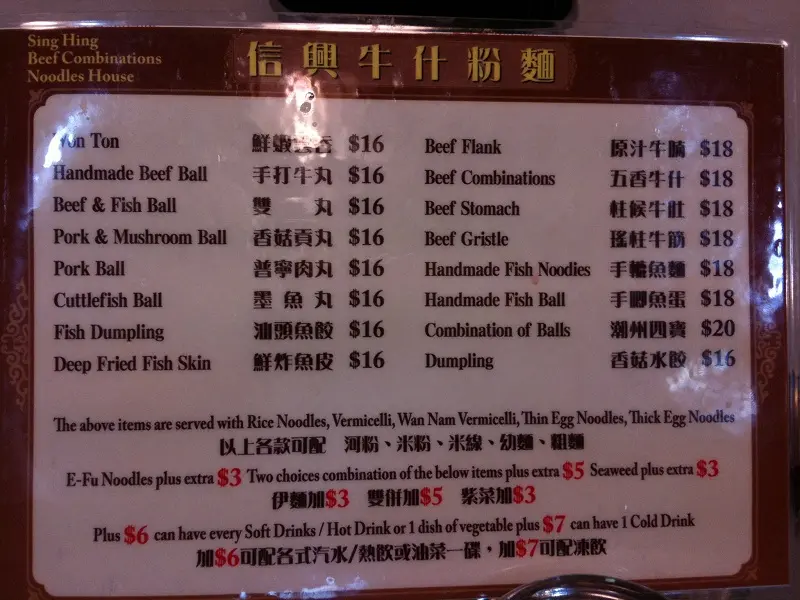 Sing Hing
Beef Combinations
Noodles House
信興牛什粉麵
Won Ton 鮮蝦雲吞 $16
Handmade Beef Ball 手打牛丸 $16
Beef & Fish Ball 雙丸 $16
Pork & Mushroom Ball 香菇貢丸 $16
Pork Ball 普寧肉丸 $16
Cuttlefish Ball 墨魚丸 $16
Fish Dumpling 汕頭魚餃 $16
Deep Fried Fish Skin 鮮炸魚皮 $16
Beef Flank 原汁牛腩 $18
Beef Combinations 五香牛什 $18
Beef Stomach 柱候牛肚 $18
Beef Gristle 瑤柱牛筋 $18
Handmade Fish Noodies 手魚麵 $18
Handmade Fish Ball 手魚蛋 $18
Combination of Balls 潮州四寶 $20
Dumpling 香菇水餃 $16
The above items are served with Rice Noodles, Vermicelli, Wan Nam Vermicelli, Thin Egg Noodles, Thick Egg Noodles
以上各款可配 河粉、米粉、米線、幼麵、粗麵
E-Fu Noodles plus extra $3 Two choices combination of the below items plus extra $5 Seaweed plus extra $3
伊麵加$3 雙併加$5 紫菜加$3
Plus $6 can have every Soft Drinks / Hot Drink or 1 dish of vegetable plus $7 can have 1 Cold Drink
加$6可配各式汽水/熱飲或油菜一碟，加$7可配凍飲